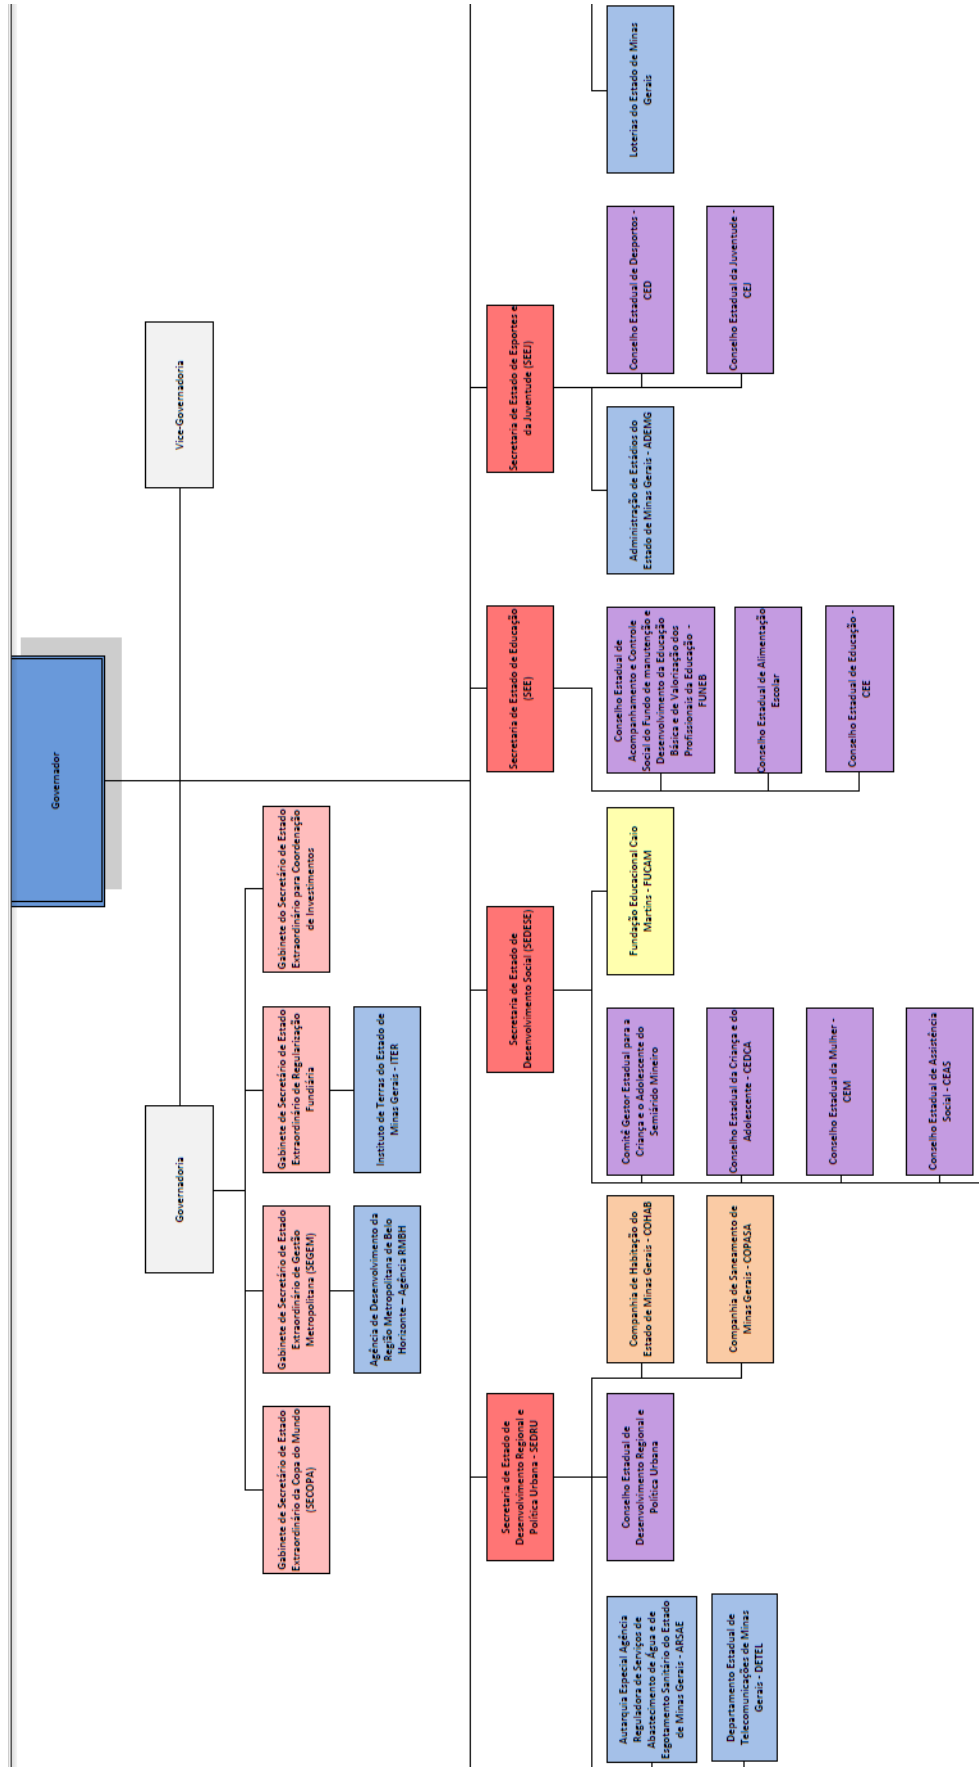 Governador
Governadoria
Vice-Governadoria
Gabinete de Secretário de Estado
Extraordinário da Copa do Mundo
(SECOPA)
Gabinete de Secretário de Estado
Extraordinário de Gestão
Metropolitana (SEGEM)
Gabinete de Secretário de Estado
Extraordinário de Regularização
Fundiária
Gabinete do Secretário de Estado
Extraordinário para Coordenação
de Investimentos
Agência de Desenvolvimento da
Região Metropolitana de Belo
Horizonte – Agência RMBH
Instituto de Terras do Estado de
Minas Gerais - ITER
Secretaria de Estado de
Desenvolvimento Regional e
Política Urbana - SEDRU
Secretaria de Estado de
Desenvolvimento Social (SEDESE)
Secretaria de Estado de Educação
(SEE)
Secretaria de Estado de Esportes e
da Juventude (SEEJ)
Autarquia Especial Agência
Reguladora de Serviços de
Abastecimento de Água e de
Esgotamento Sanitário do Estado
de Minas Gerais - ARSAE
Departamento Estadual de
Telecomunicações de Minas
Gerais - DETEL
Conselho Estadual de
Desenvolvimento Regional e
Política Urbana
Companhia de Habitação do
Estado de Minas Gerais - COHAB
Companhia de Saneamento de
Minas Gerais - COPASA
Comitê Gestor Estadual para a
Criança e o Adolescente do
Semiárido Mineiro
Conselho Estadual da Criança e do
Adolescente - CEDCA
Conselho Estadual da Mulher -
CEM
Conselho Estadual de Assistência
Social - CEAS
Fundação Educacional Caio
Martins - FUCAM
Conselho Estadual de
Acompanhamento e Controle
Social do Fundo de manutenção e
Desenvolvimento da Educação
Básica e de Valorização dos
Profissionais da Educação -
FUNEB
Conselho Estadual de Alimentação
Escolar
Conselho Estadual de Educação -
CEE
Administração de Estádios do
Estado de Minas Gerais - ADEMG
Conselho Estadual de Desportos -
CED
Conselho Estadual da Juventude -
CEJ
Loterias do Estado de Minas
Gerais